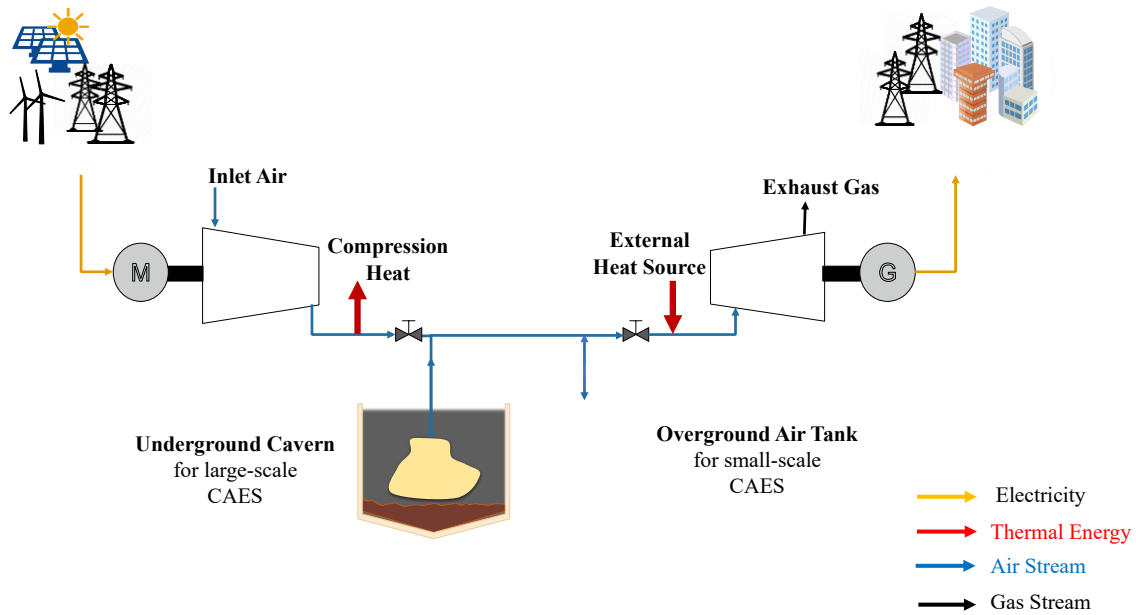 Inlet Air
Exhaust Gas
Compression
Heat
External
Heat Source
M
G
Underground Cavern
for large-scale
CAES
Overground Air Tank
for small-scale
CAES
Electricity
Thermal Energy
Air Stream
Gas Stream